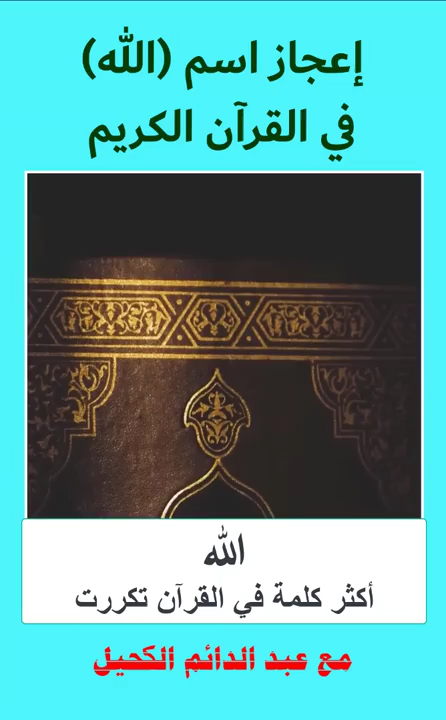 إعجاز اسم (الله)
في القرآن الكريم
الله
أكثر كلمة في القرآن تكررت
مع عبد الدائم الكحيل